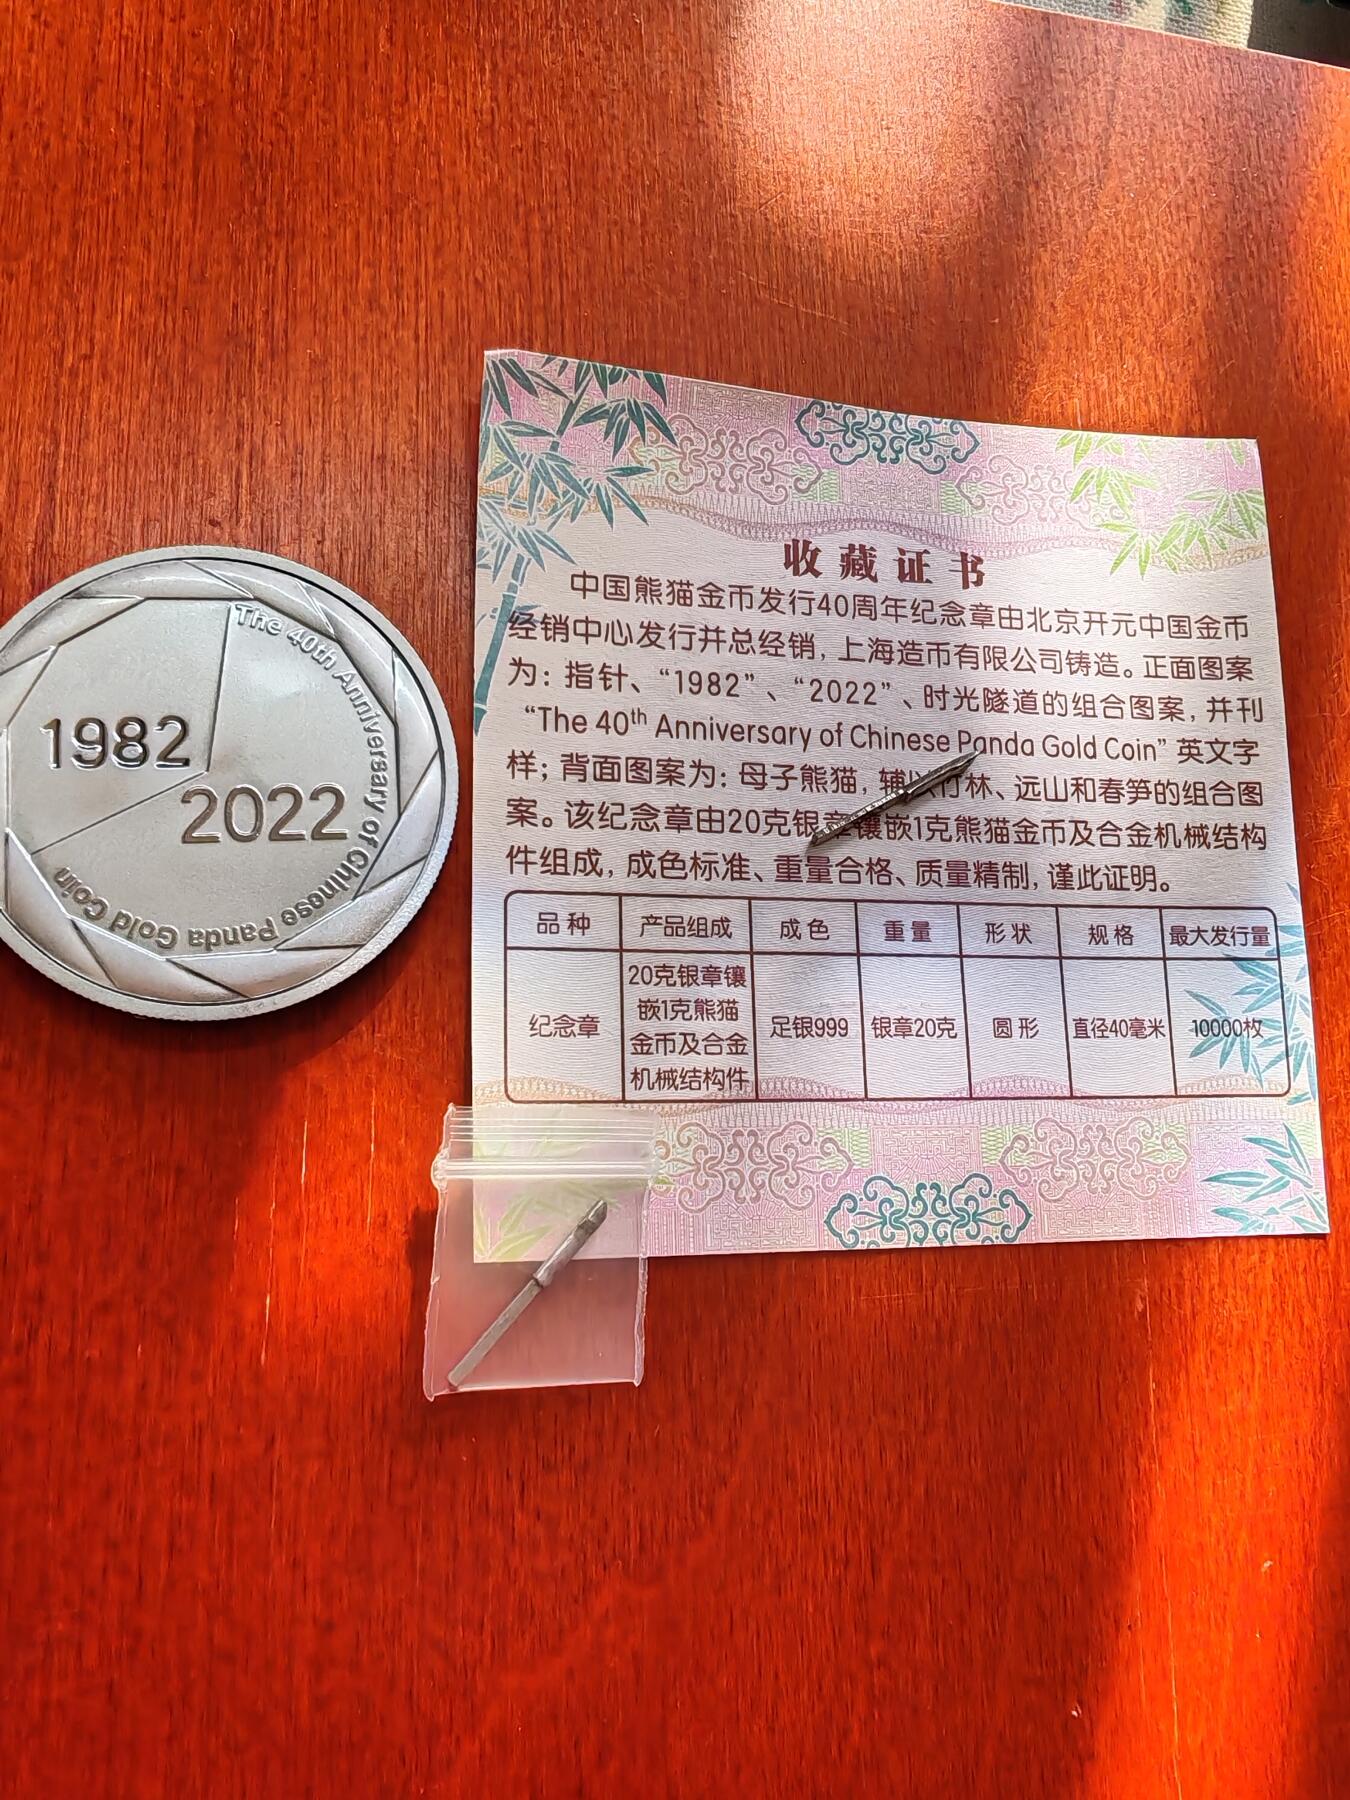 1982
2022
The 40th Anniversary of Chinese Panda Gold Coin
收藏证书
中国熊猫金币发行40周年纪念章由北京开元中国金币
经销中心发行并总经销，上海造币有限公司铸造。正面图案
为：指针、“1982”、“2022”、时光隧道的组合图案，并刊
“The 40th Anniversary of Chinese Panda Gold Coin”英文字
样；背面图案为：母子熊猫，辅以竹林、远山和春笋的组合图
案。该纪念章由20克银章镶嵌1克熊猫金币及合金机械结构
件组成，成色标准、重量合格、质量精制，谨此证明。
品种 产品组成 成色 重量 形状 规格 最大发行量
纪念章 20克银章镶 足银999 银章20克 圆形 直径40毫米 10000枚
嵌1克熊猫
金币及合金
机械结构件